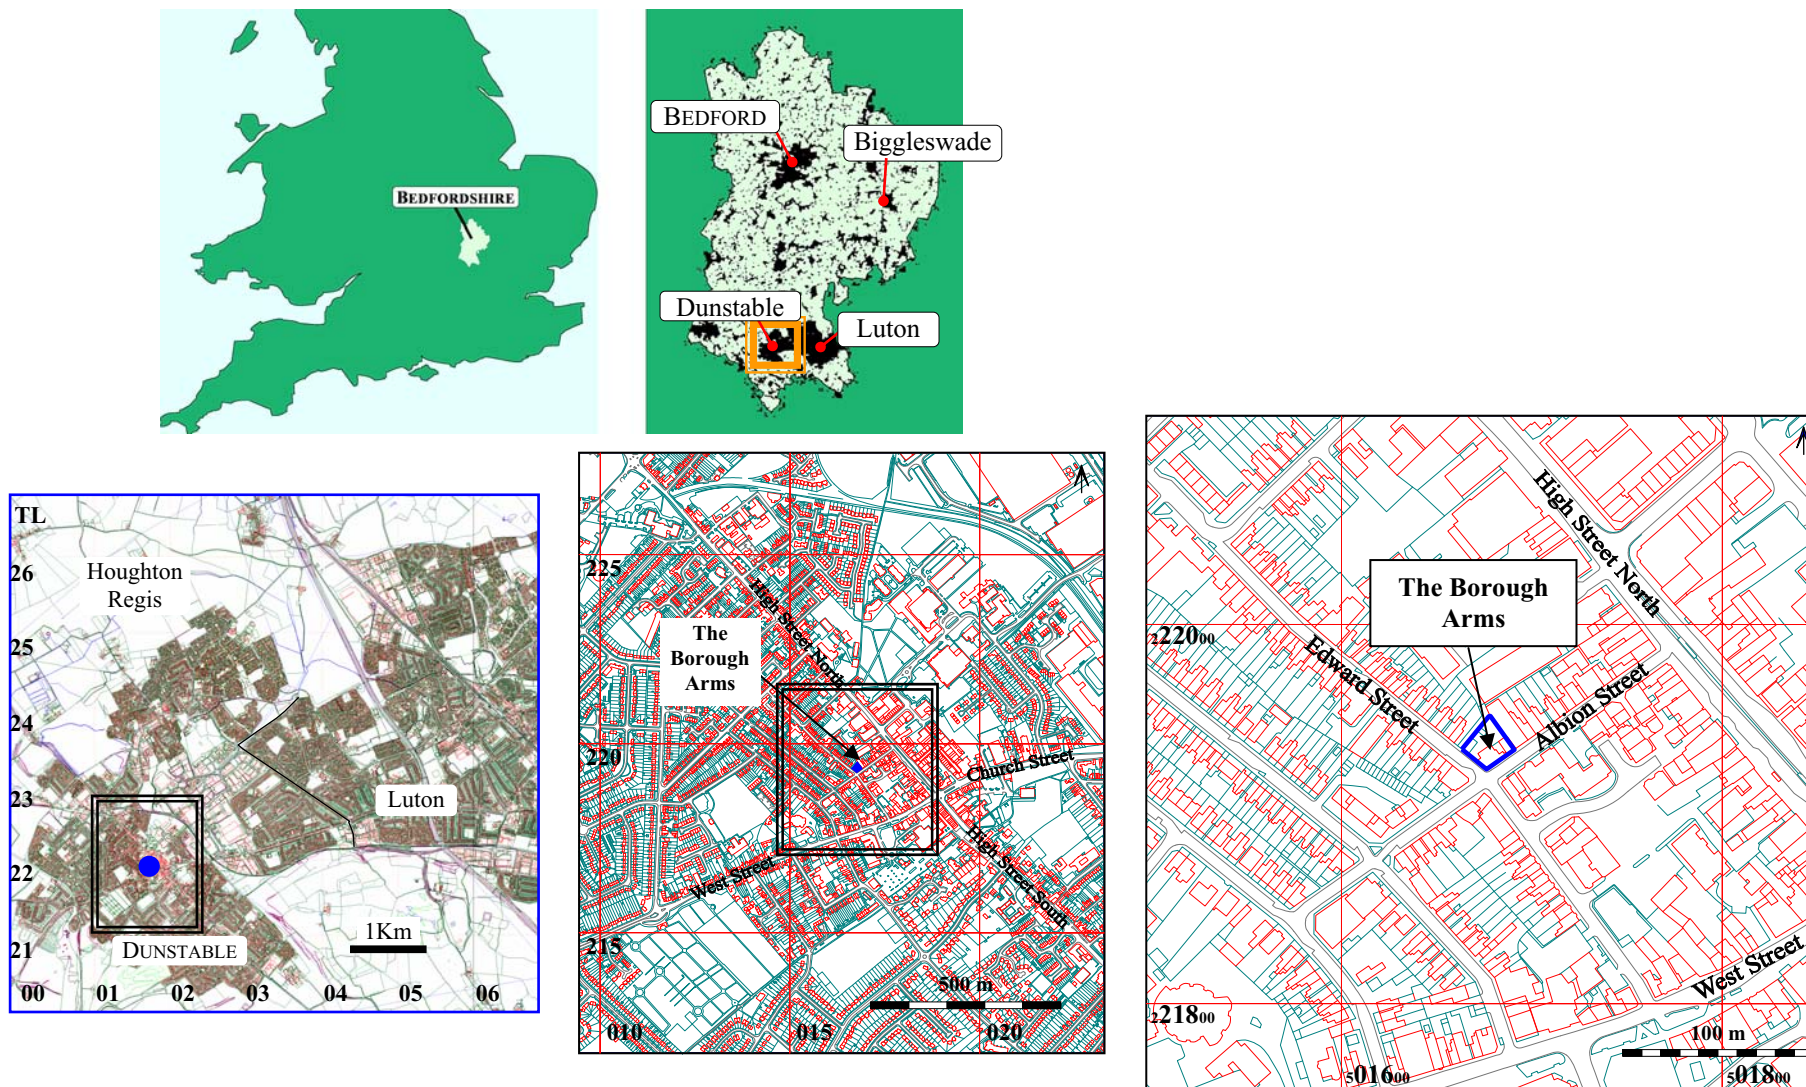 BEDFORDSHIRE
BEDFORD
Biggleswade
Dunstable
Luton
TL
26
25
24
23
22
21
00
01
02
03
04
05
06
Houghton
Regis
Luton
DUNSTABLE
1Km
225
220
215
010
015
020
High Street North
The
Borough
Arms
Church Street
West Street
High Street South
500 m
High Street North
The Borough
Arms
Edward Street
Albion Street
West Street
222000
221800
501600
501800
100 m